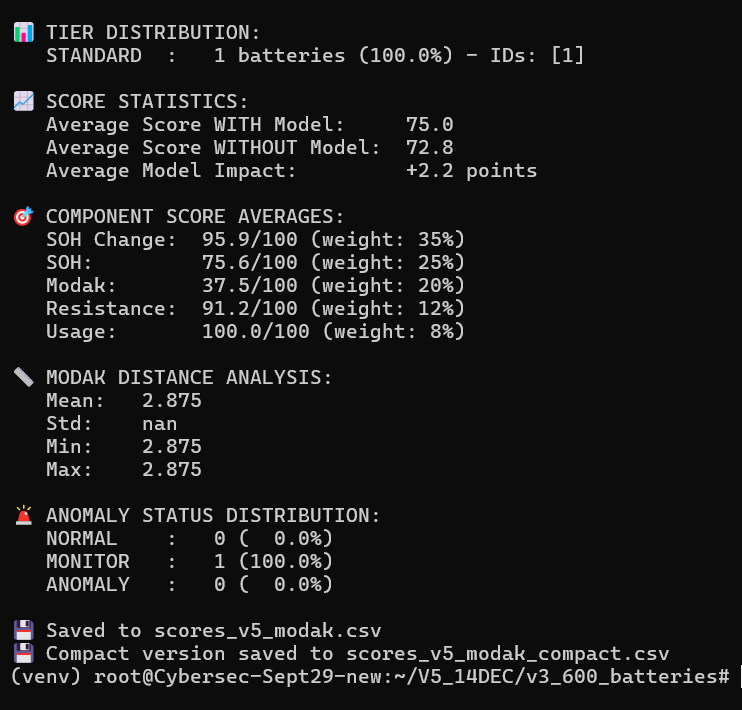 📊 TIER DISTRIBUTION:
STANDARD  :   1 batteries (100.0%) - IDs: [1]
📈 SCORE STATISTICS:
Average Score WITH Model:     75.0
Average Score WITHOUT Model:  72.8
Average Model Impact:         +2.2 points
🎯 COMPONENT SCORE AVERAGES:
SOH Change:  95.9/100 (weight: 35%)
SOH:         75.6/100 (weight: 25%)
Modak:       37.5/100 (weight: 20%)
Resistance:  91.2/100 (weight: 12%)
Usage:       100.0/100 (weight: 8%)
📏 MODAK DISTANCE ANALYSIS:
Mean:   2.875
Std:    nan
Min:    2.875
Max:    2.875
🚨 ANOMALY STATUS DISTRIBUTION:
NORMAL    :   0 (  0.0%)
MONITOR   :   1 (100.0%)
ANOMALY   :   0 (  0.0%)
💾 Saved to scores_v5_modak.csv
💾 Compact version saved to scores_v5_modak_compact.csv
(venv) root@Cybersec-Sept29-new:~/V5_14DEC/v3_600_batteries#